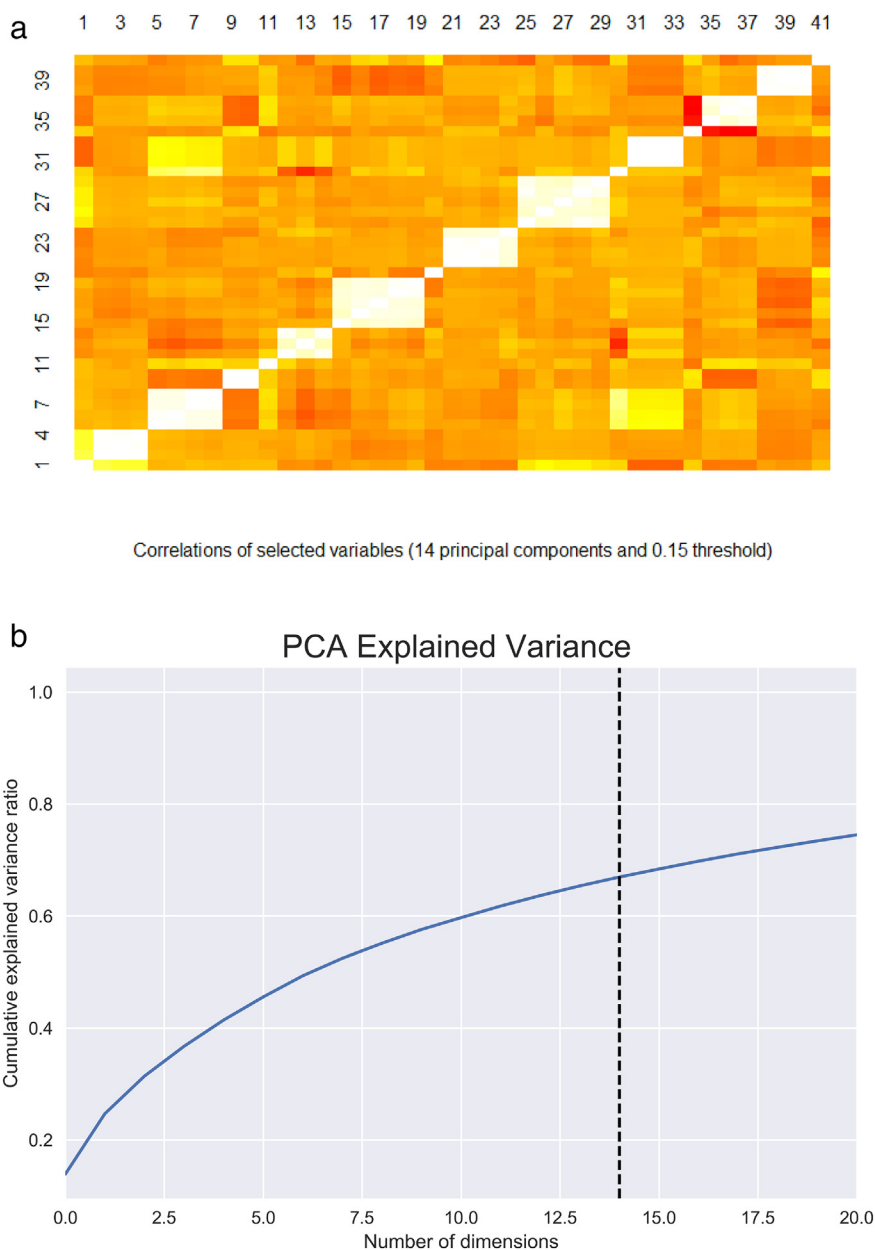 a
1 3 5 7 9 11 13 15 17 19 21 23 25 27 29 31 33 35 37 39 41
39
35
31
27
23
19
15
11
7
4
1
Correlations of selected variables (14 principal components and 0.15 threshold)
b
PCA Explained Variance
Cumulative explained variance ratio
1.0
0.8
0.6
0.4
0.2
0.0 2.5 5.0 7.5 10.0 12.5 15.0 17.5 20.0
Number of dimensions